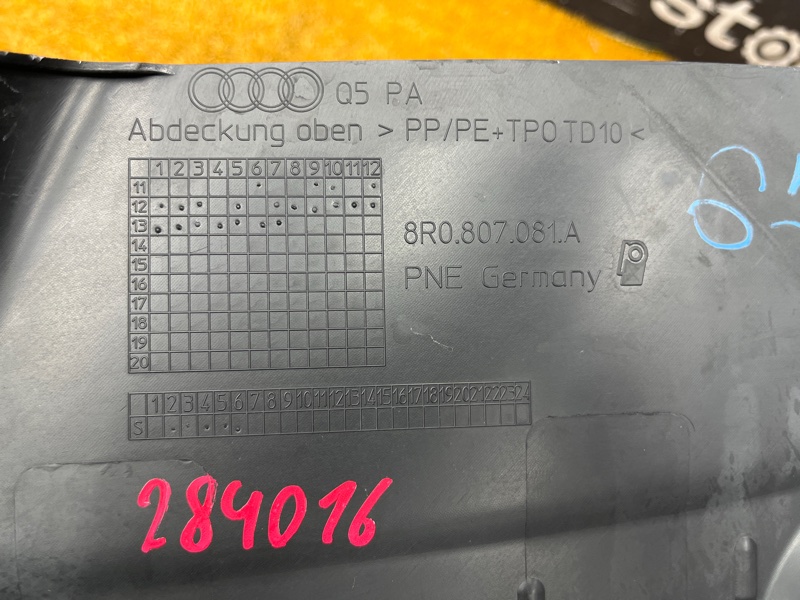 Q5 PA
Abdeckung oben > PP/PE+TPO TD10 <
1 2 3 4 5 6 7 8 9 10 11 12
11
12
13
14
15
16
17
18
19
20
8R0.807.081.A
PNE Germany
1 2 3 4 5 6 7 8 9 10 11 12 13 14 15 16 17 18 19 20 21 22 23 24
S
284016